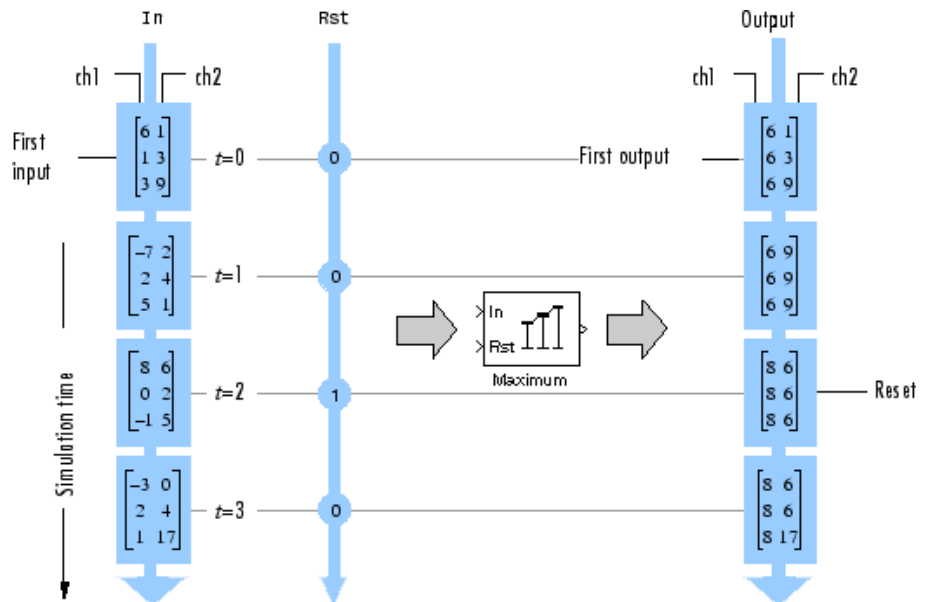 In Rst Output
ch1 ch2 ch1 ch2
First input
6 1
1 3
3 9
t=0
0
First output
6 1
6 3
6 9
-7 2
2 4
5 1
t=1
0
6 9
6 9
6 9
In
Rst
Maximum
8 6
0 2
-1 5
t=2
1
8 6
8 6
8 6
Reset
Simulation time
-3 0
2 4
1 17
t=3
0
8 6
8 6
8 17